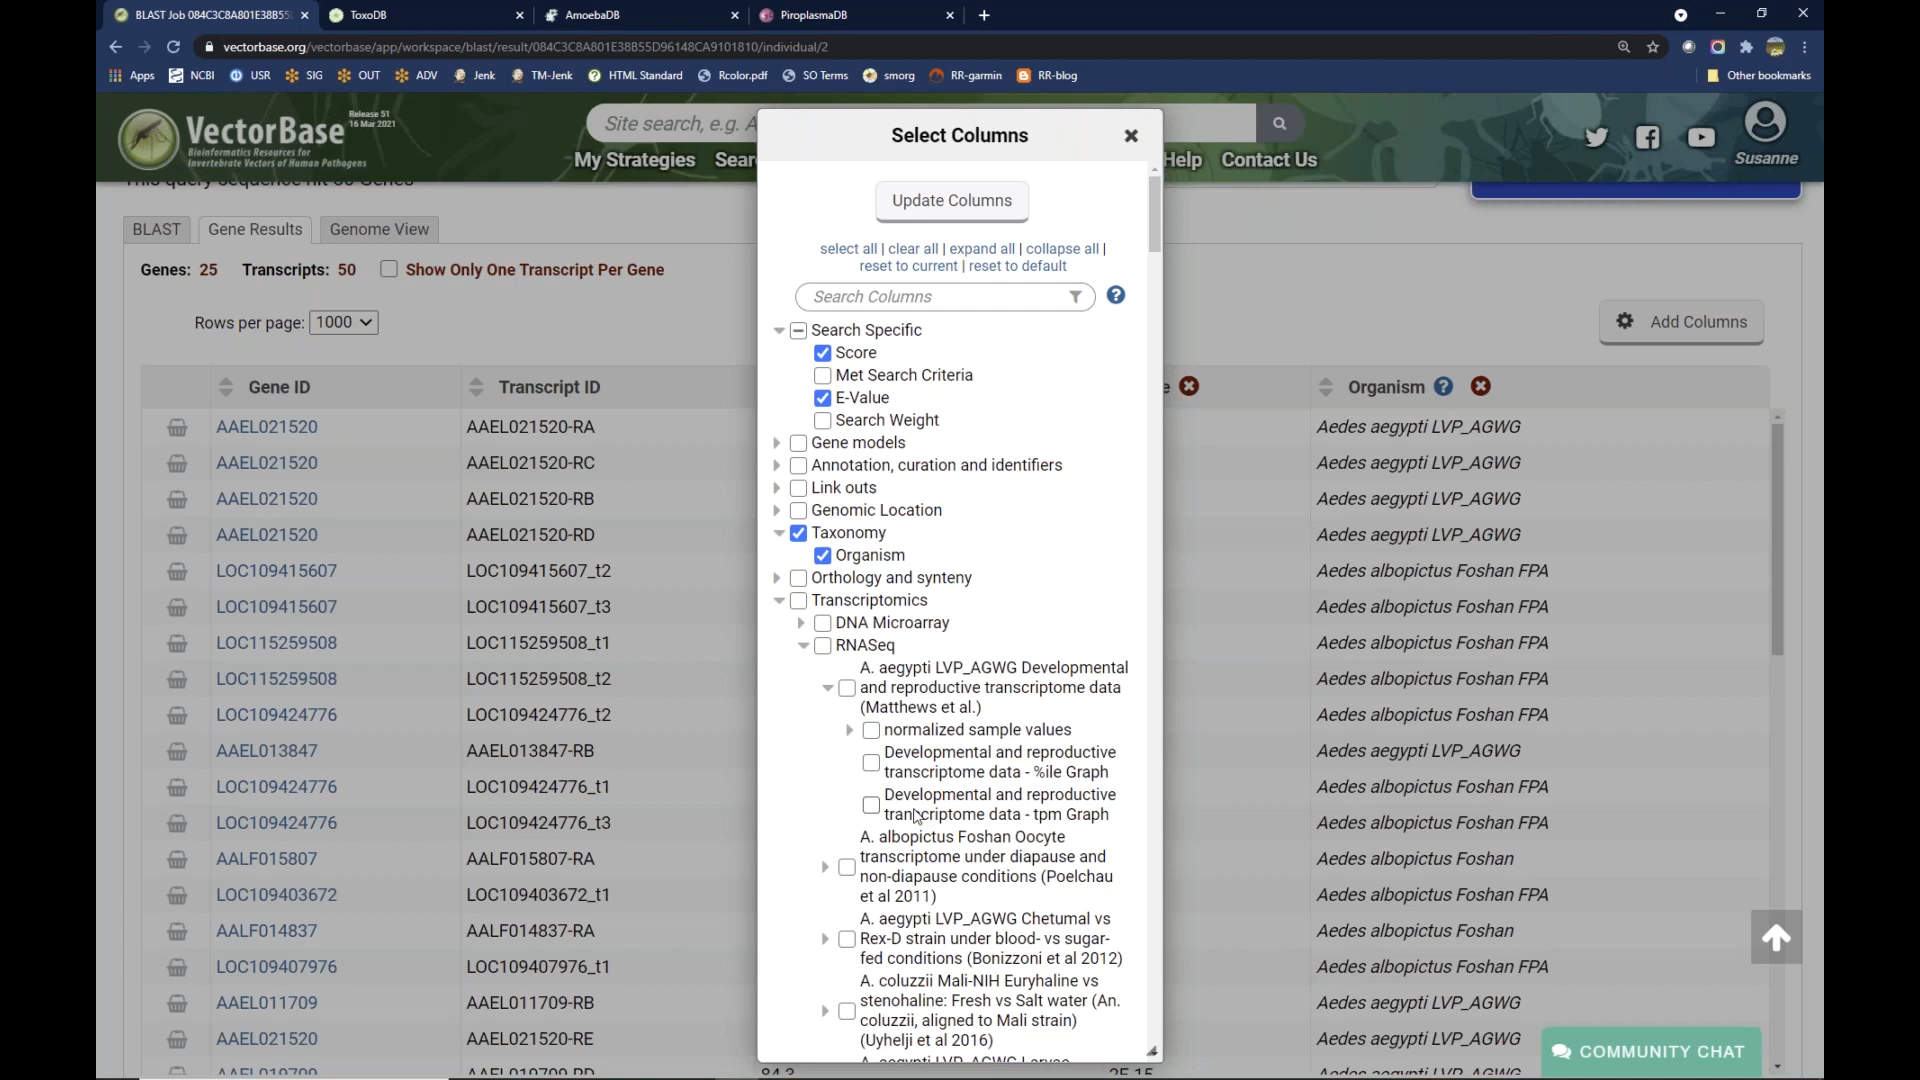 BLAST Job 084C3C8A801E38B55
ToxoDB
AmoebaDB
PiroplasmaDB
vectorbase.org/vectorbase/app/workspace/blast/result/084C3C8A801E38B55D96148CA9101810/individual/2
Apps NCBI USR SIG OUT ADV Jenk TM-Jenk HTML Standard Rcolor.pdf SO Terms smorg RR-garmin RR-blog Other bookmarks
VectorBase
Release 51
16 Mar 2021
Bioinformatics Resources for
Invertebrate Vectors of Human Pathogens
Site search, e.g. A
My Strategies Sear Help Contact Us
Susanne
This query sequence hit 50 Genes
BLAST Gene Results Genome View
Genes: 25 Transcripts: 50 Show Only One Transcript Per Gene
Rows per page: 1000
Add Columns
Gene ID Transcript ID e Organism
AAEL021520 AAEL021520-RA Aedes aegypti LVP_AGWG
AAEL021520 AAEL021520-RC Aedes aegypti LVP_AGWG
AAEL021520 AAEL021520-RB Aedes aegypti LVP_AGWG
AAEL021520 AAEL021520-RD Aedes aegypti LVP_AGWG
LOC109415607 LOC109415607_t2 Aedes albopictus Foshan FPA
LOC109415607 LOC109415607_t3 Aedes albopictus Foshan FPA
LOC115259508 LOC115259508_t1 Aedes albopictus Foshan FPA
LOC115259508 LOC115259508_t2 Aedes albopictus Foshan FPA
LOC109424776 LOC109424776_t2 Aedes albopictus Foshan FPA
AAEL013847 AAEL013847-RB Aedes aegypti LVP_AGWG
LOC109424776 LOC109424776_t1 Aedes albopictus Foshan FPA
LOC109424776 LOC109424776_t3 Aedes albopictus Foshan FPA
AALF015807 AALF015807-RA Aedes albopictus Foshan
LOC109403672 LOC109403672_t1 Aedes albopictus Foshan FPA
AALF014837 AALF014837-RA Aedes albopictus Foshan
LOC109407976 LOC109407976_t1 Aedes albopictus Foshan FPA
AAEL011709 AAEL011709-RB Aedes aegypti LVP_AGWG
AAEL021520 AAEL021520-RE Aedes albopictus Foshan FPA
84.3 25.15
Select Columns
Update Columns
select all | clear all | expand all | collapse all |
reset to current | reset to default
Search Columns
Search Specific
Score
Met Search Criteria
E-Value
Search Weight
Gene models
Annotation, curation and identifiers
Link outs
Genomic Location
Taxonomy
Organism
Orthology and synteny
Transcriptomics
DNA Microarray
RNASeq
A. aegypti LVP_AGWG Developmental
and reproductive transcriptome data
(Matthews et al.)
normalized sample values
Developmental and reproductive
transcriptome data - %ile Graph
Developmental and reproductive
transcriptome data - tpm Graph
A. albopictus Foshan Oocyte
transcriptome under diapause and
non-diapause conditions (Poelchau
et al 2011)
A. aegypti LVP_AGWG Chetumal vs
Rex-D strain under blood- vs sugar-
fed conditions (Bonizzoni et al 2012)
A. coluzzii Mali-NIH Euryhaline vs
stenohaline: Fresh vs Salt water (An.
coluzzii, aligned to Mali strain)
(Uyhelji et al 2016)
A. aegypti LVP_AGWG Larvae
COMMUNITY CHAT